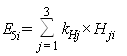 E_{5i} = \sum_{j=1}^{3} k_{Hj} \times H_{ji}